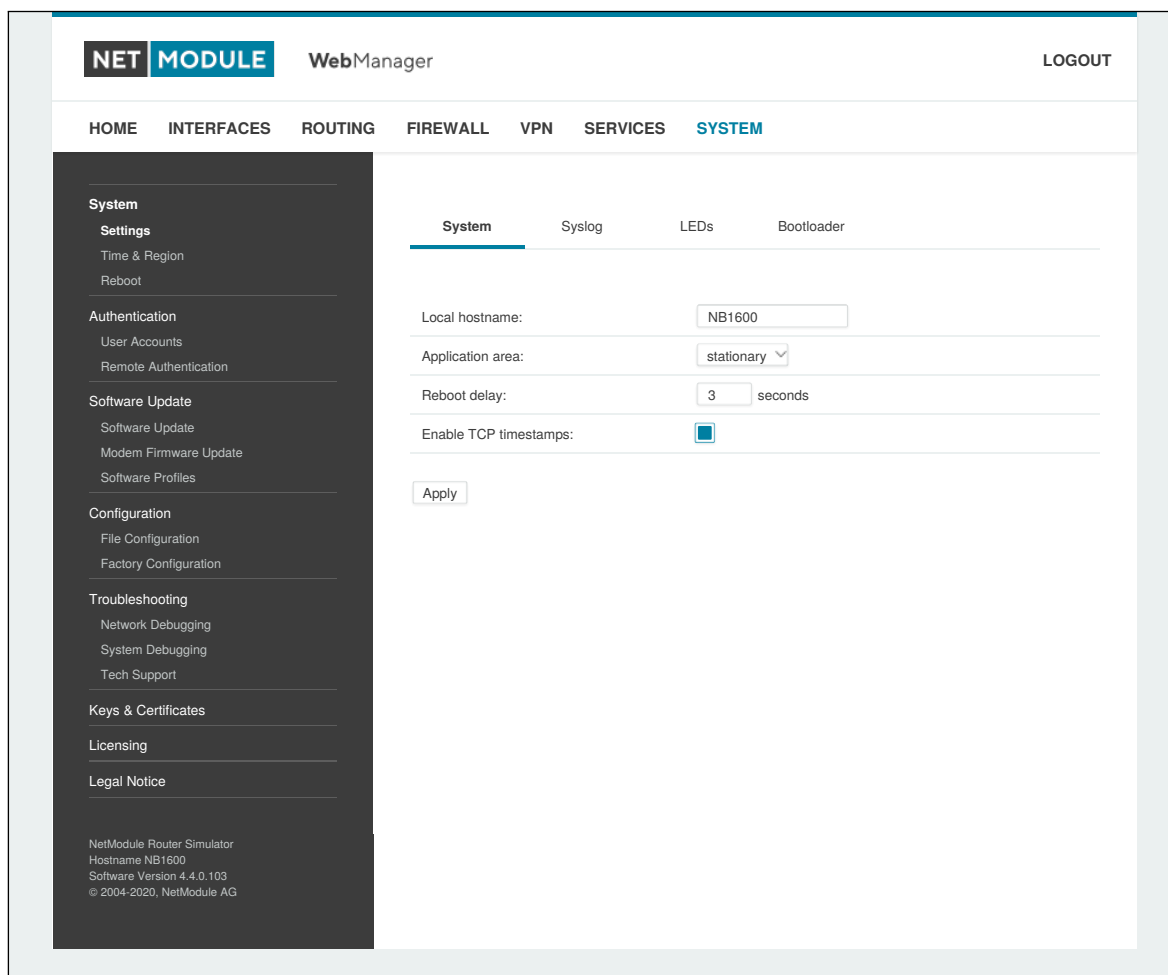 NET MODULE WebManager LOGOUT
HOME INTERFACES ROUTING FIREWALL VPN SERVICES SYSTEM
System
Settings
Time & Region
Reboot
Authentication
User Accounts
Remote Authentication
Software Update
Software Update
Modem Firmware Update
Software Profiles
Configuration
File Configuration
Factory Configuration
Troubleshooting
Network Debugging
System Debugging
Tech Support
Keys & Certificates
Licensing
Legal Notice
NetModule Router Simulator
Hostname NB1600
Software Version 4.4.0.103
© 2004-2020, NetModule AG
System Syslog LEDs Bootloader
Local hostname: NB1600
Application area: stationary
Reboot delay: 3 seconds
Enable TCP timestamps:
Apply